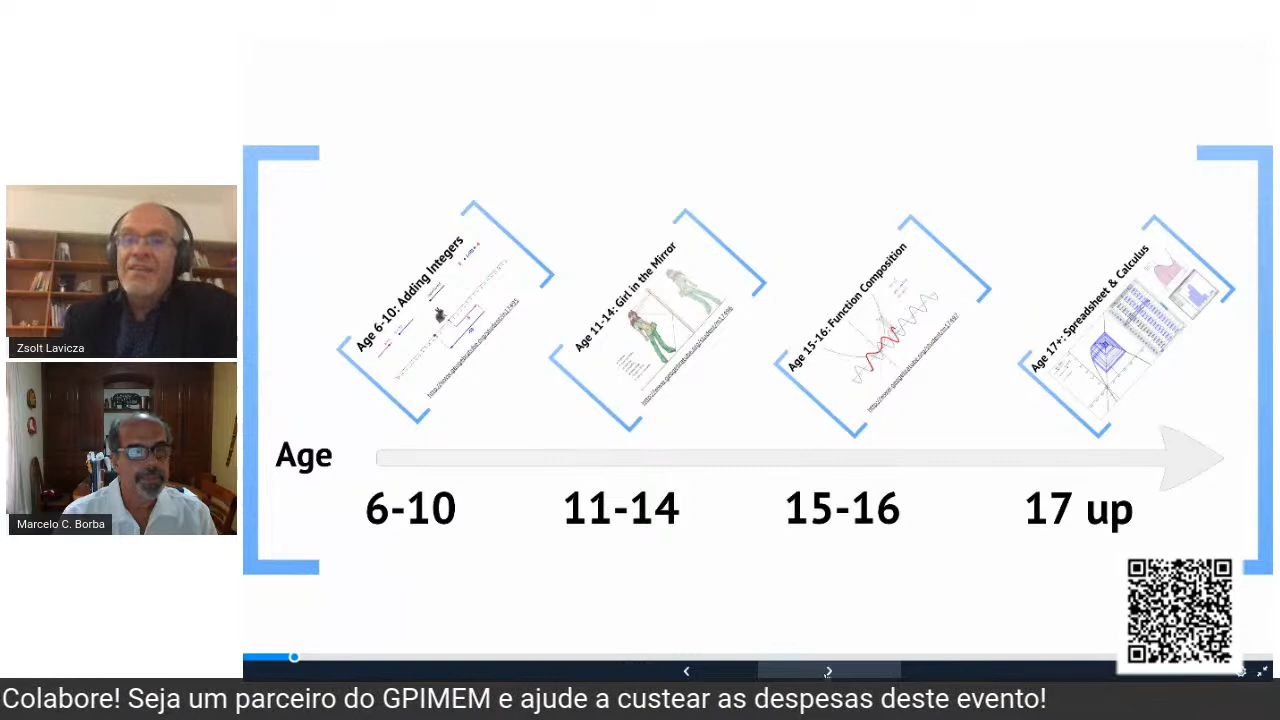 Zsolt Lavicza
Marcelo C. Borba
Age 6-10: Adding Integers
Age 11-14: Girl in the Mirror
Age 15-16: Function Composition
Age 17+: Spreadsheet & Calculus
Age
6-10
11-14
15-16
17 up
Colabore! Seja um parceiro do GPIMEM e ajude a custear as despesas deste evento!